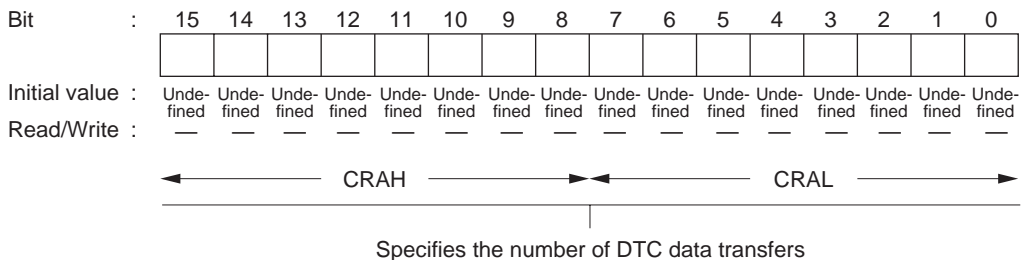 Bit : 15 14 13 12 11 10 9 8 7 6 5 4 3 2 1 0
Initial value : Unde- Unde- Unde- Unde- Unde- Unde- Unde- Unde- Unde- Unde- Unde- Unde- Unde- Unde- Unde- Unde-
fined fined fined fined fined fined fined fined fined fined fined fined fined fined fined fined
Read/Write : — — — — — — — — — — — — — — — —
CRAH CRAL
Specifies the number of DTC data transfers